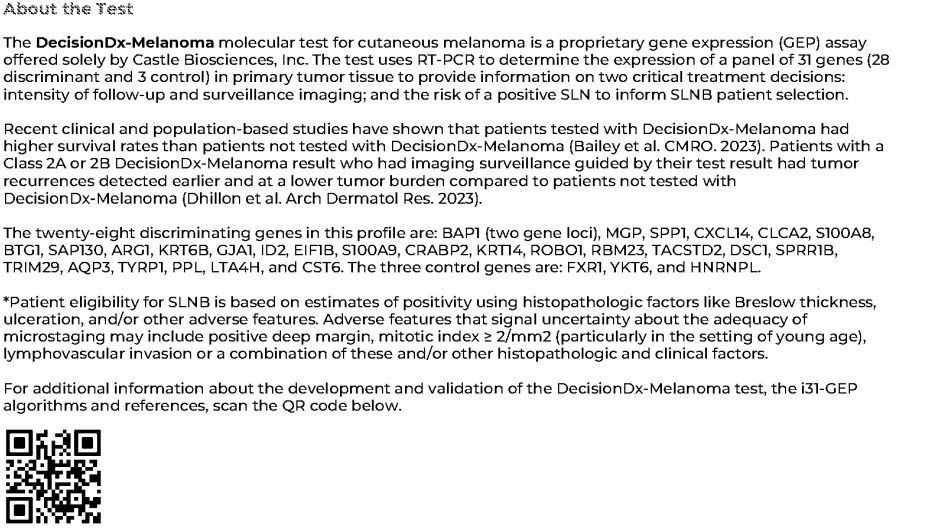 About the Test
The DecisionDx-Melanoma molecular test for cutaneous melanoma is a proprietary gene expression (GEP) assay
offered solely by Castle Biosciences, Inc. The test uses RT-PCR to determine the expression of a panel of 31 genes (28
discriminant and 3 control) in primary tumor tissue to provide information on two critical treatment decisions:
intensity of follow-up and surveillance imaging; and the risk of a positive SLN to inform SLNB patient selection.
Recent clinical and population-based studies have shown that patients tested with DecisionDx-Melanoma had
higher survival rates than patients not tested with DecisionDx-Melanoma (Bailey et al. CMRO. 2023). Patients with a
Class 2A or 2B DecisionDx-Melanoma result who had imaging surveillance guided by their test result had tumor
recurrences detected earlier and at a lower tumor burden compared to patients not tested with
DecisionDx-Melanoma (Dhillon et al. Arch Dermatol Res. 2023).
The twenty-eight discriminating genes in this profile are: BAP1 (two gene loci), MGP, SPP1, CXCL14, CLCA2, S100A8,
BTG1, SAP130, ARG1, KRT6B, GJA1, ID2, EIF1B, S100A9, CRABP2, KRT14, ROBO1, RBM23, TACSTD2, DSC1, SPRR1B,
TRIM29, AQP3, TYRP1, PPL, LTA4H, and CST6. The three control genes are: FXR1, YKT6, and HNRNPL.
*Patient eligibility for SLNB is based on estimates of positivity using histopathologic factors like Breslow thickness,
ulceration, and/or other adverse features. Adverse features that signal uncertainty about the adequacy of
microstaging may include positive deep margin, mitotic index ≥ 2/mm2 (particularly in the setting of young age),
lymphovascular invasion or a combination of these and/or other histopathologic and clinical factors.
For additional information about the development and validation of the DecisionDx-Melanoma test, the i31-GEP
algorithms and references, scan the QR code below.